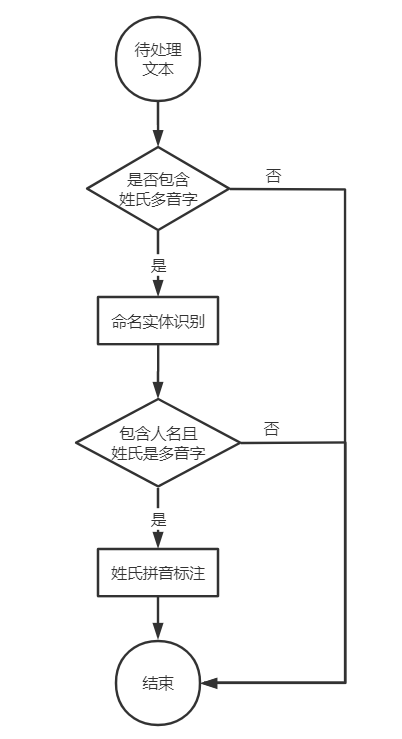 待处理
文本
是否包含
姓氏多音字
否
是
命名实体识别
包含人名且
姓氏是多音字
否
是
姓氏拼音标注
结束